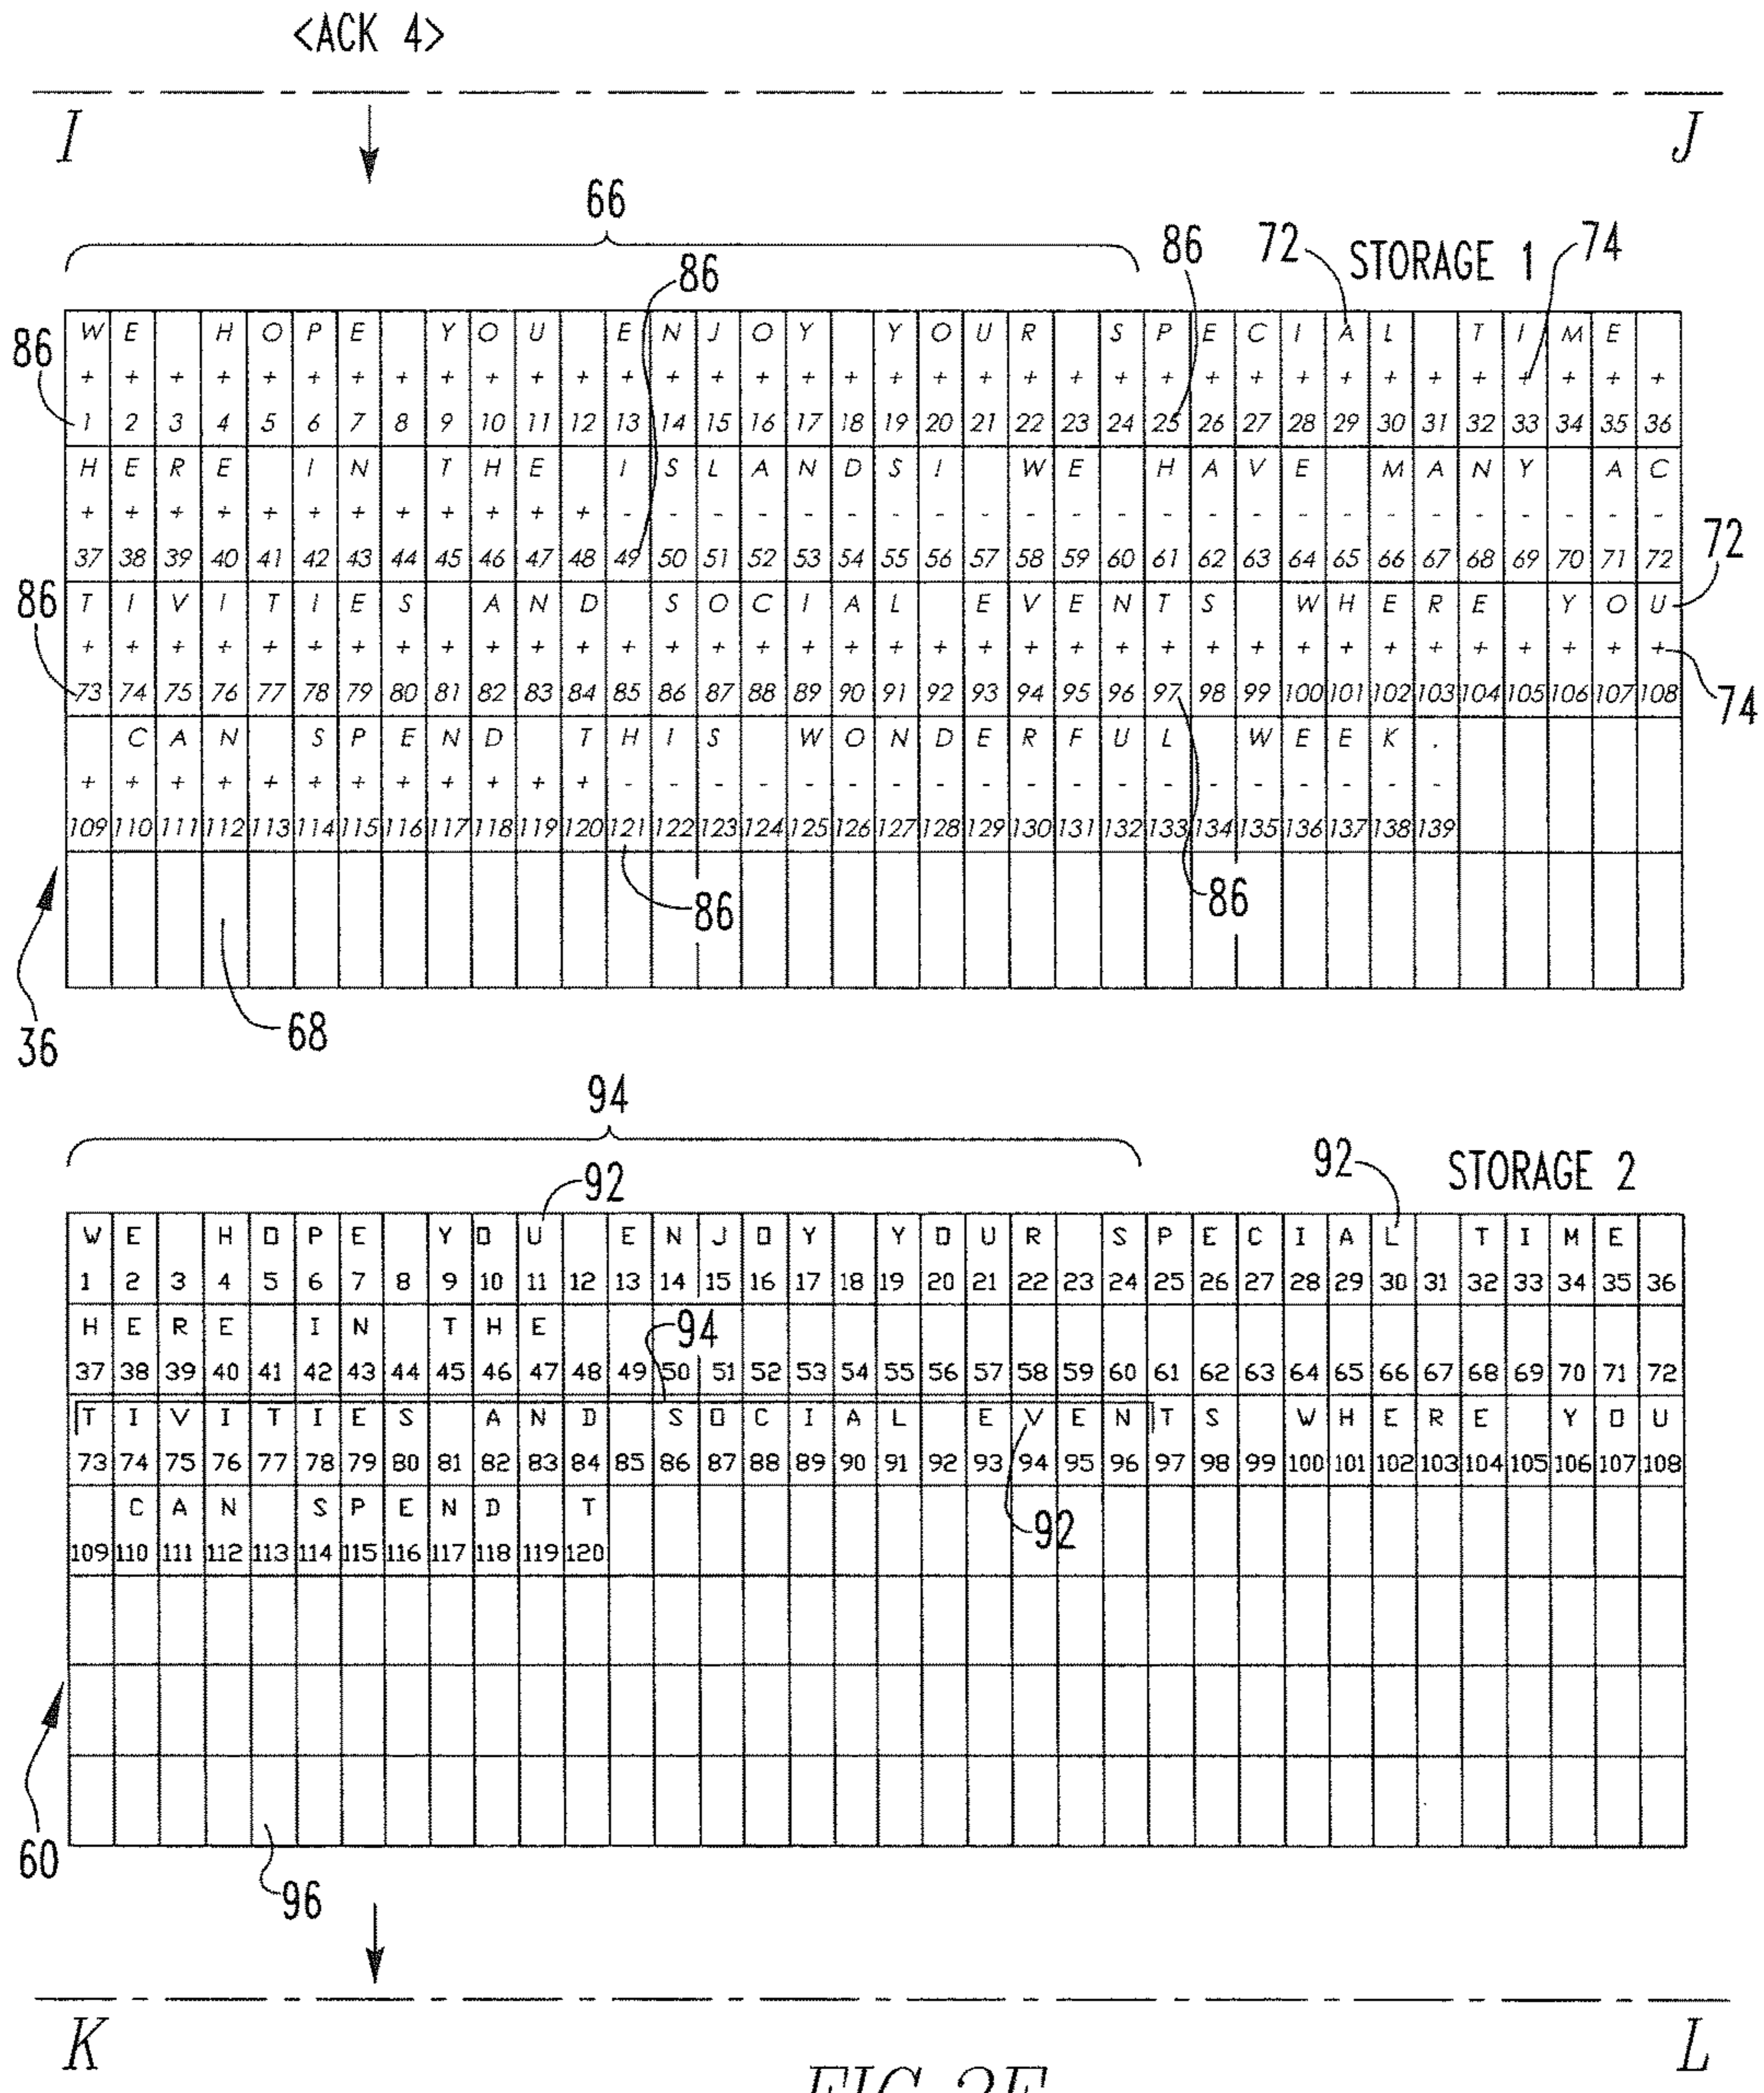 <ACK 4>
I J
66
86 72 STORAGE 1 74
86
W E H O P E Y O U E N J O Y Y O U R S P E C I A L T I M E
86 + + + + + + + + + + + + + + + + + + + + + + + + + + + + + + + + + + + +
1 2 3 4 5 6 7 8 9 10 11 12 13 14 15 16 17 18 19 20 21 22 23 24 25 26 27 28 29 30 31 32 33 34 35 36
H E R E I N T H E I S L A N D S I ! W E H A V E M A N Y A C
+ + + + + + + + + + + + - - - - - - - - - - - - - - - - - - - - - - - -
37 38 39 40 41 42 43 44 45 46 47 48 49 50 51 52 53 54 55 56 57 58 59 60 61 62 63 64 65 66 67 68 69 70 71 72 72
86 T I V I T I E S A N D S O C I A L E V E N T S W H E R E Y O U 72
+ + + + + + + + + + + + + + + + + + + + + + + + + + + + + + + + + + + +
73 74 75 76 77 78 79 80 81 82 83 84 85 86 87 88 89 90 91 92 93 94 95 96 97 98 99 100 101 102 103 104 105 106 107 108 74
C A N S P E N D T H I S W O N D E R F U L W E E K .
+ + + + + + + + + + + + - - - - - - - - - - - - - - - - - - -
109 110 111 112 113 114 115 116 117 118 119 120 121 122 123 124 125 126 127 128 129 130 131 132 133 134 135 136 137 138 139
86 86
36 68
94
92 92 STORAGE 2
W E H O P E Y O U E N J O Y Y O U R S P E C I A L T I M E
1 2 3 4 5 6 7 8 9 10 11 12 13 14 15 16 17 18 19 20 21 22 23 24 25 26 27 28 29 30 31 32 33 34 35 36
H E R E I N T H E 94
37 38 39 40 41 42 43 44 45 46 47 48 49 50 51 52 53 54 55 56 57 58 59 60 61 62 63 64 65 66 67 68 69 70 71 72
T I V I T I E S A N D S O C I A L E V E N T S W H E R E Y O U
73 74 75 76 77 78 79 80 81 82 83 84 85 86 87 88 89 90 91 92 93 94 95 96 97 98 99 100 101 102 103 104 105 106 107 108
C A N S P E N D T 92
109 110 111 112 113 114 115 116 117 118 119 120
60 96
K L